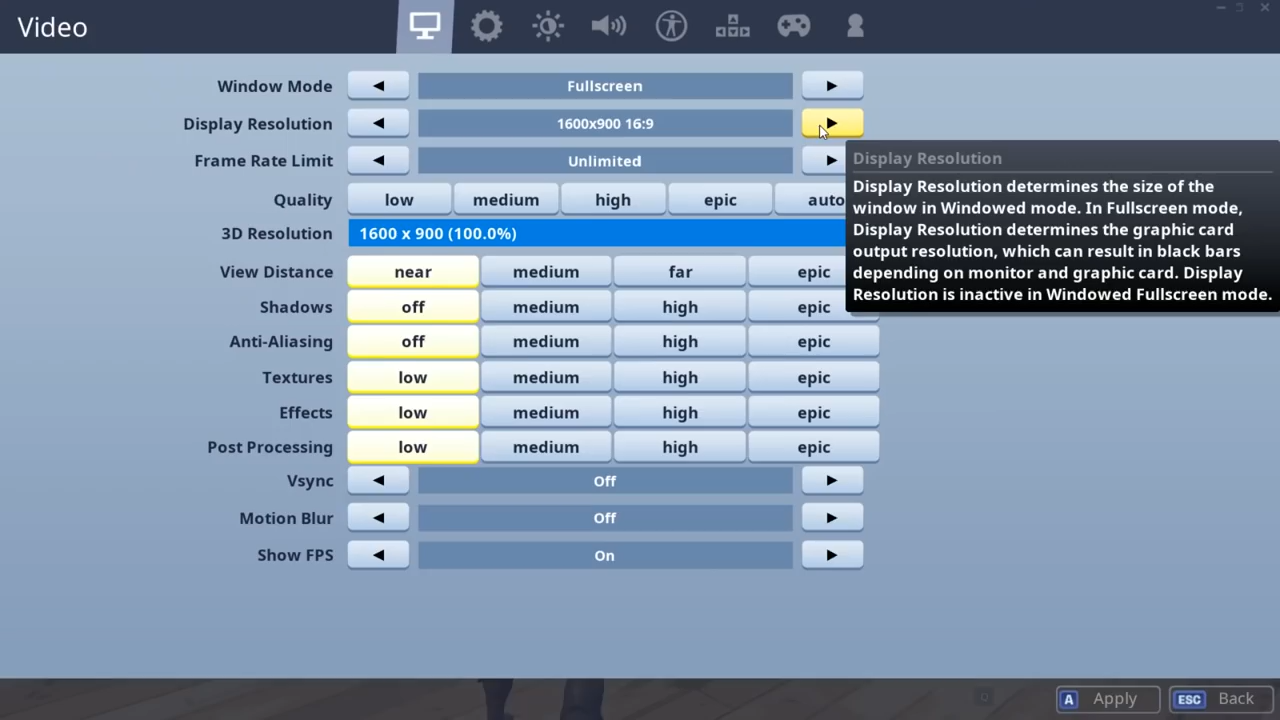 Video
Window Mode ◀ Fullscreen ▶
Display Resolution ◀ 1600x900 16:9 ▶
Frame Rate Limit ◀ Unlimited ▶
Display Resolution
Display Resolution determines the size of the
window in Windowed mode. In Fullscreen mode,
Display Resolution determines the graphic card
output resolution, which can result in black bars
depending on monitor and graphic card. Display
Resolution is inactive in Windowed Fullscreen mode.
Quality low medium high epic auto
3D Resolution 1600 x 900 (100.0%)
View Distance near medium far epic
Shadows off medium high epic
Anti-Aliasing off medium high epic
Textures low medium high epic
Effects low medium high epic
Post Processing low medium high epic
Vsync ◀ Off ▶
Motion Blur ◀ Off ▶
Show FPS ◀ On ▶
A Apply ESC Back